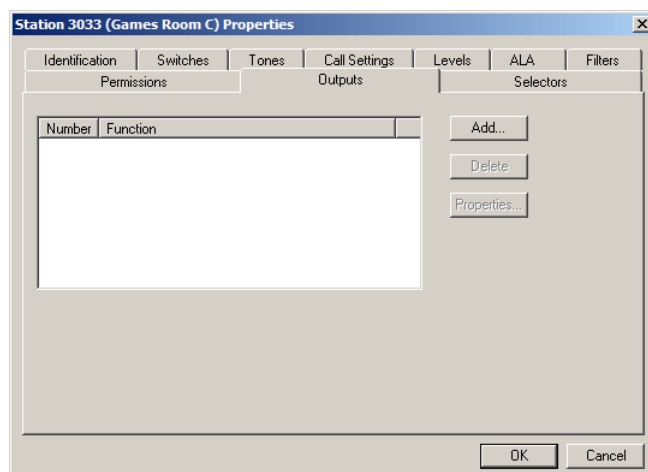 Station 3033 (Games Room C) Properties
Identification Switches Tones Call Settings Levels ALA Filters
Permissions Outputs Selectors
Number Function
Add...
Delete
Properties...
OK Cancel